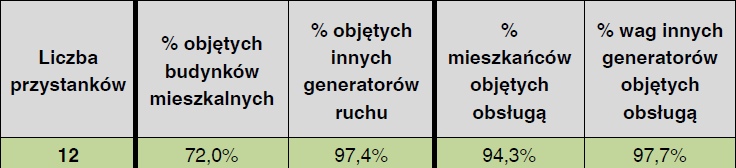 Liczba
przystanków
% objętych
budynków
mieszkalnych
% objętych
innych
generatorów
ruchu
%
mieszkańców
objętych
obsługą
% wag innych
generatorów
objętych
obsługą
12
72,0%
97,4%
94,3%
97,7%